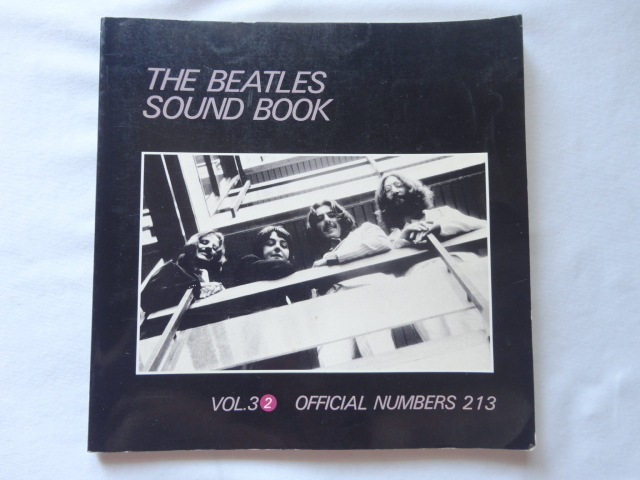 THE BEATLES
SOUND BOOK
VOL.3 2 OFFICIAL NUMBERS 213